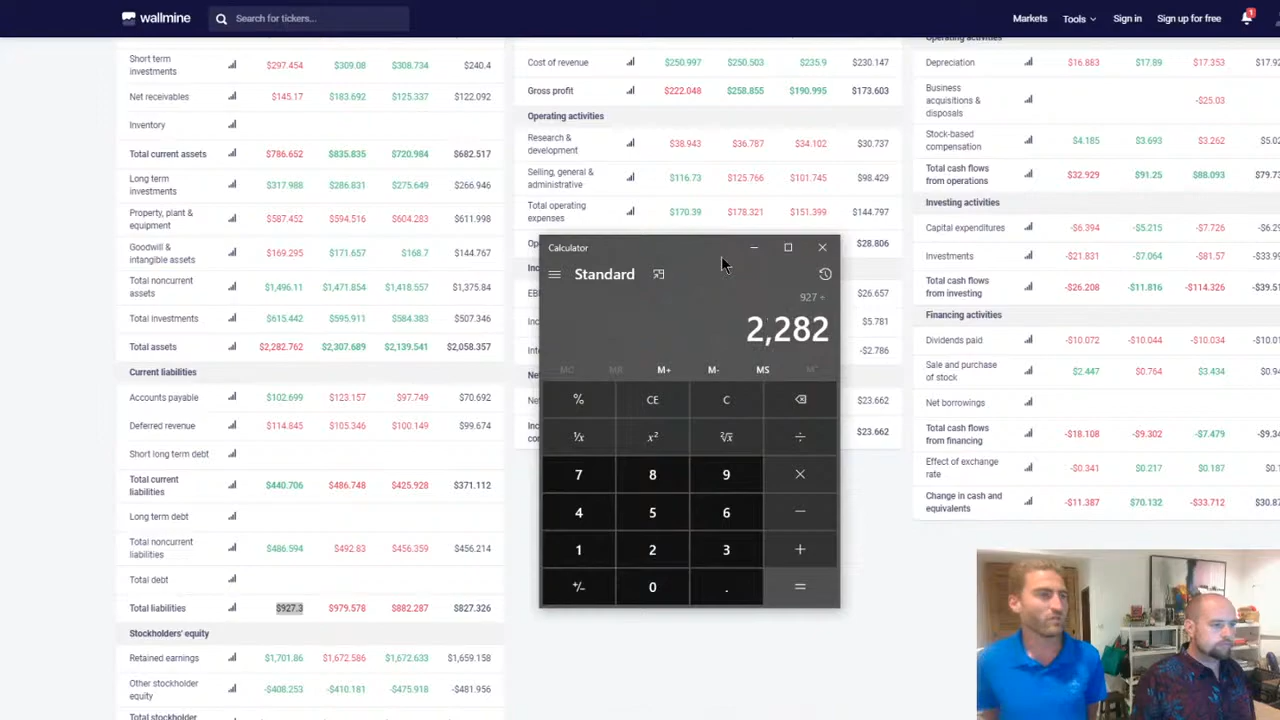 wallmine
Search for tickers...
Markets
Tools
Sign in
Sign up for free
1
Short term
investments
$297.454 $309.08 $308.734 $240.4
Net receivables $145.17 $183.692 $125.337 $122.092
Inventory
Total current assets $786.652 $835.835 $720.984 $682.517
Long term
investments
$317.988 $286.831 $275.649 $266.946
Property, plant &
equipment
$587.452 $594.516 $604.283 $611.998
Goodwill &
intangible assets
$169.295 $171.657 $168.7 $144.767
Total noncurrent
assets
$1,496.11 $1,471.854 $1,418.557 $1,375.84
Total investments $615.442 $595.911 $584.383 $507.346
Total assets $2,282.762 $2,307.689 $2,139.541 $2,058.357
Current liabilities
Accounts payable $102.699 $123.157 $97.749 $70.692
Deferred revenue $114.845 $105.346 $100.149 $99.674
Short long term debt
Total current
liabilities
$440.706 $486.748 $425.928 $371.112
Long term debt
Total noncurrent
liabilities
$486.594 $492.83 $456.359 $456.214
Total debt
Total liabilities $927.3 $979.578 $882.287 $827.326
Stockholders' equity
Retained earnings $1,701.86 $1,672.586 $1,672.633 $1,659.158
Other stockholder
equity
-$408.253 -$410.181 -$475.918 -$481.956
Total stockholder
Cost of revenue $250.997 $250.503 $235.9 $230.147
Gross profit $222.048 $258.855 $190.995 $173.603
Operating activities
Research &
development
$38.943 $36.787 $34.102 $30.737
Selling, general &
administrative
$116.73 $125.766 $101.745 $98.429
Total operating
expenses
$170.39 $178.321 $151.399 $144.797
$28.806
$26.657
$5.781
-$2.786
$23.662
$23.662
Calculator
Standard
927 ÷
2,282
MC MR M+ M- MS M˅
% CE C
¹/x x² ²√x ÷
7 8 9 ×
4 5 6 −
1 2 3 +
+/− 0 . =
Operating activities
Depreciation $16.883 $17.89 $17.353
Business
acquisitions &
disposals
-$25.03
Stock-based
compensation
$4.185 $3.693 $3.262
Total cash flows
from operations
$32.929 $91.25 $88.093
Investing activities
Capital expenditures -$6.394 -$5.215 -$7.726
Investments -$21.831 -$7.064 -$81.57
Total cash flows
from investing
-$26.208 -$11.816 -$114.326
Financing activities
Dividends paid -$10.072 -$10.044 -$10.034
Sale and purchase
of stock
$2.447 $0.764 $3.434
Net borrowings
Total cash flows
from financing
-$18.108 -$9.302 -$7.479
Effect of exchange
rate
-$0.341 $0.217 $0.187
Change in cash and
equivalents
-$11.387 $70.132 -$33.712